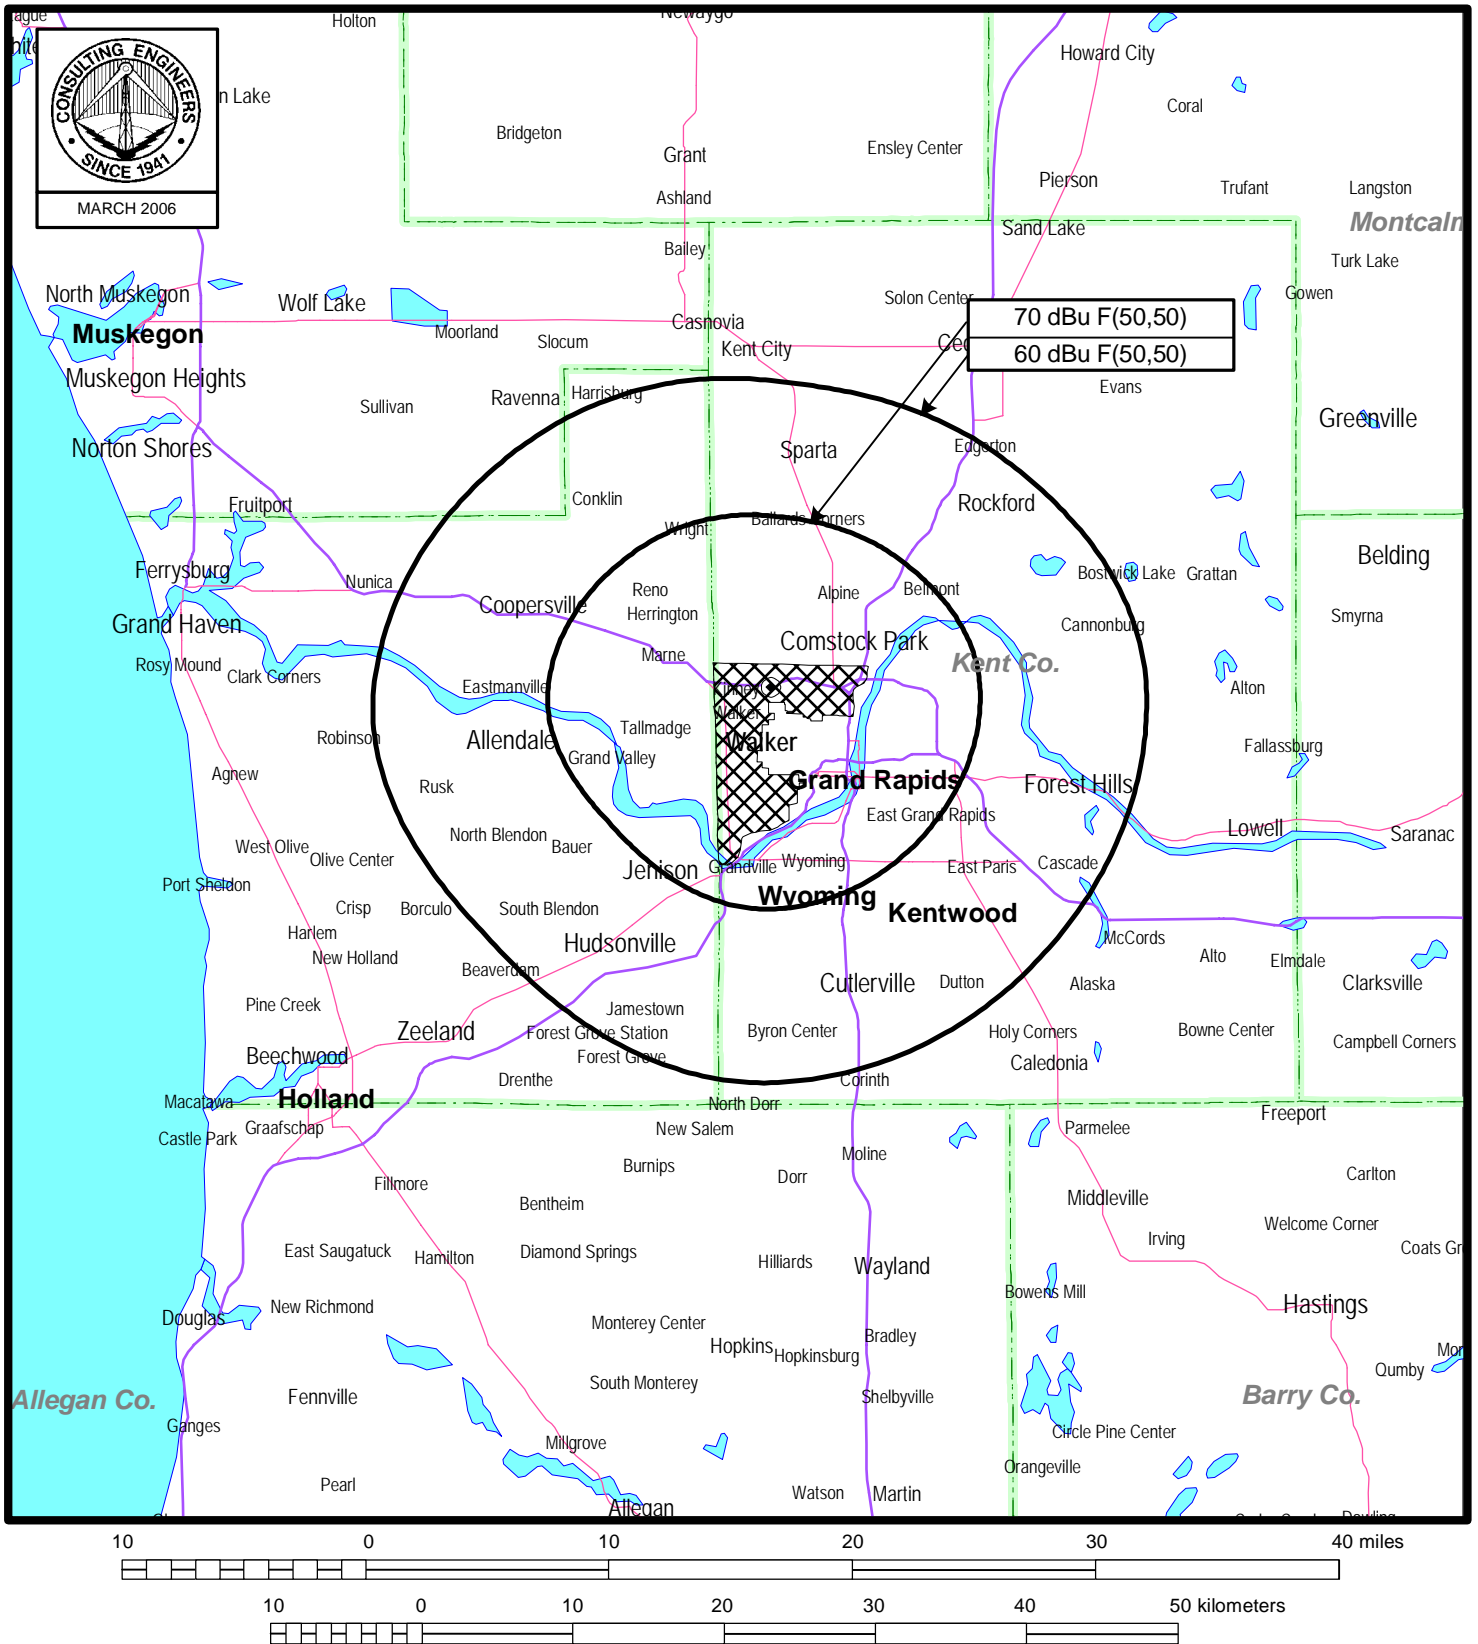 Holton
Newaygo
Howard City
CONSULTING ENGINEERS
SINCE 1941
MARCH 2006
n Lake
Coral
Bridgeton
Ensley Center
Grant
Pierson
Trufant
Langston
Ashland
Montcalm
Sand Lake
Bailey
Turk Lake
North Muskegon
Wolf Lake
Solon Center
Gowen
70 dBu F(50,50)
60 dBu F(50,50)
Muskegon
Moorland
Slocum
Casnovia
Kent City
Ced
Muskegon Heights
Evans
Sullivan
Ravenna
Harrisburg
Greenville
Norton Shores
Sparta
Edgerton
Fruitport
Conklin
Rockford
Wright
Ballards Corners
Belding
Ferrysburg
Nunica
Reno
Alpine
Belmont
Bostwick Lake
Grattan
Coopersville
Herrington
Smyrna
Grand Haven
Comstock Park
Cannonburg
Rosy Mound
Clark Corners
Marne
Kent Co.
Eastmanville
Kinney
Alton
Walker
Robinson
Allendale
Tallmadge
Walker
Fallassburg
Grand Valley
Agnew
Rusk
Grand Rapids
Forest Hills
East Grand Rapids
Lowell
Saranac
North Blendon
Bauer
West Olive
Olive Center
Jenison
Grandville
Wyoming
East Paris
Cascade
Port Sheldon
Wyoming
Kentwood
Crisp
Borculo
South Blendon
Harlem
Hudsonville
McCords
New Holland
Alto
Elmdale
Beaverdam
Cutlerville
Dutton
Alaska
Clarksville
Pine Creek
Jamestown
Zeeland
Forest Grove Station
Byron Center
Holy Corners
Bowne Center
Campbell Corners
Beechwood
Forest Grove
Caledonia
Drenthe
Corinth
Macatawa
Holland
North Dorr
Freeport
Castle Park
Graafschap
New Salem
Parmelee
Moline
Burnips
Dorr
Carlton
Fillmore
Middleville
Bentheim
Welcome Corner
Irving
East Saugatuck
Hamilton
Diamond Springs
Hilliards
Wayland
Coats Gr
Bowens Mill
Douglas
New Richmond
Hastings
Monterey Center
Hopkins
Hopkinsburg
Bradley
Mor
Qumby
Allegan Co.
Fennville
South Monterey
Shelbyville
Barry Co.
Ganges
Millgrove
Circle Pine Center
Orangeville
Pearl
Watson
Martin
Allegan
Dowling
10 0 10 20 30 40 miles
10 0 10 20 30 40 50 kilometers